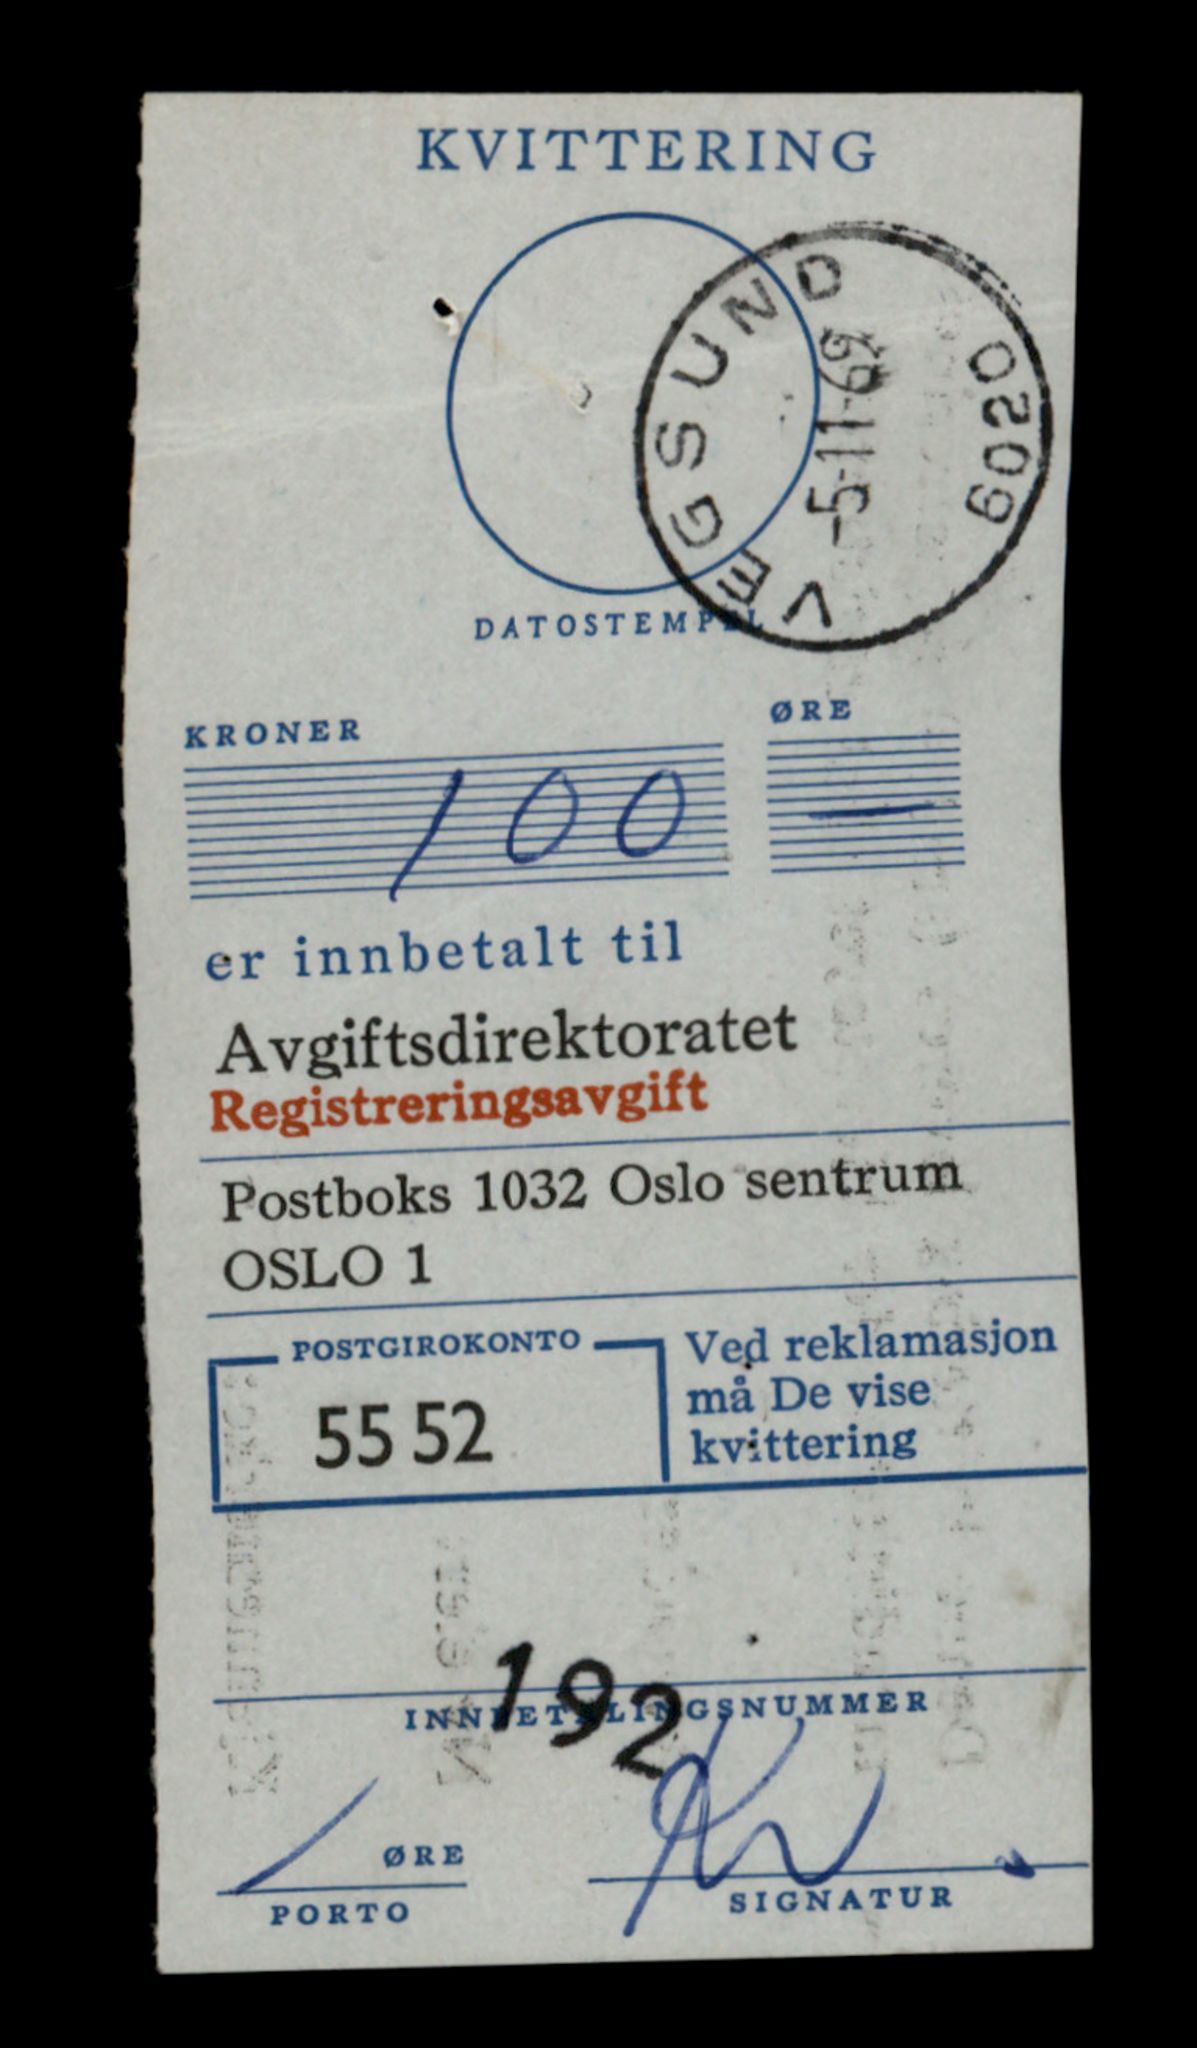 KVITTERING
VEGSUND
-5-11-69
6020
DATOSTEMPEL
KRONER ØRE
100 —
er innbetalt til
Avgiftsdirektoratet
Registreringsavgift
Postboks 1032 Oslo sentrum
OSLO 1
POSTGIROKONTO
55 52
Ved reklamasjon
må De vise
kvittering
192
INNBETALINGSNUMMER
ØRE
PORTO
SIGNATUR